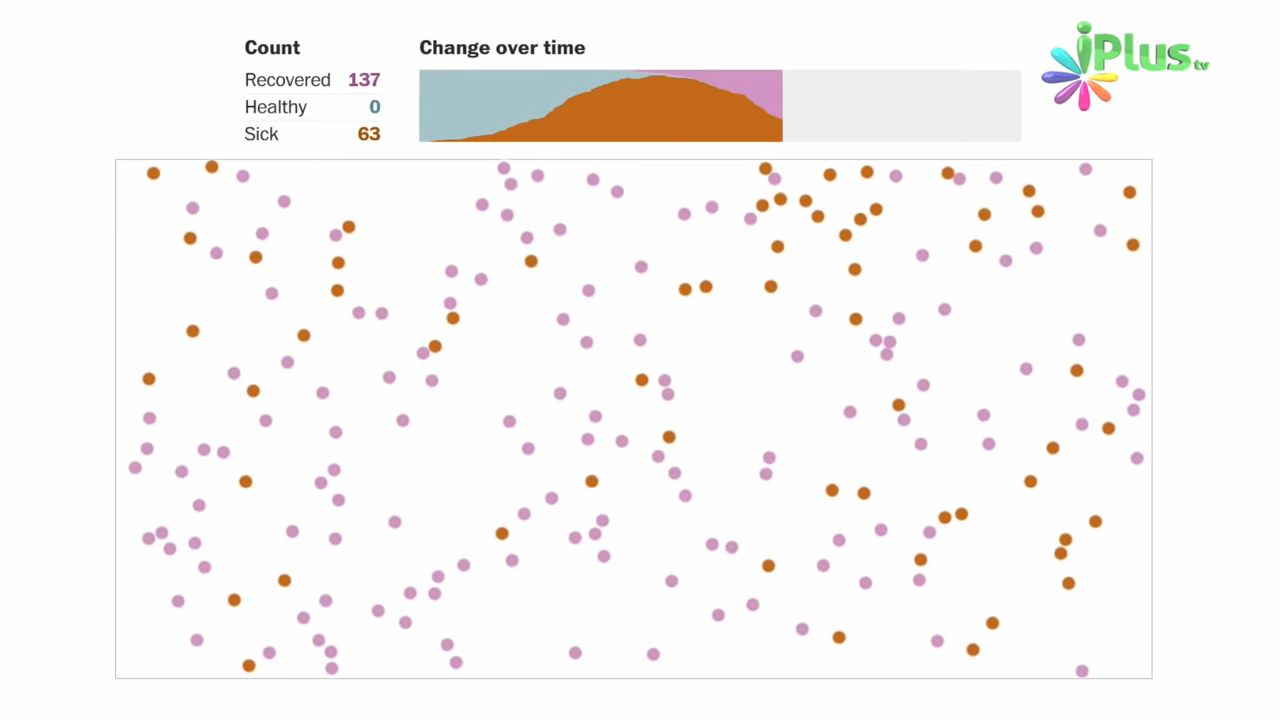 Count
Recovered 137
Healthy 0
Sick 63
Change over time
iPlus tv